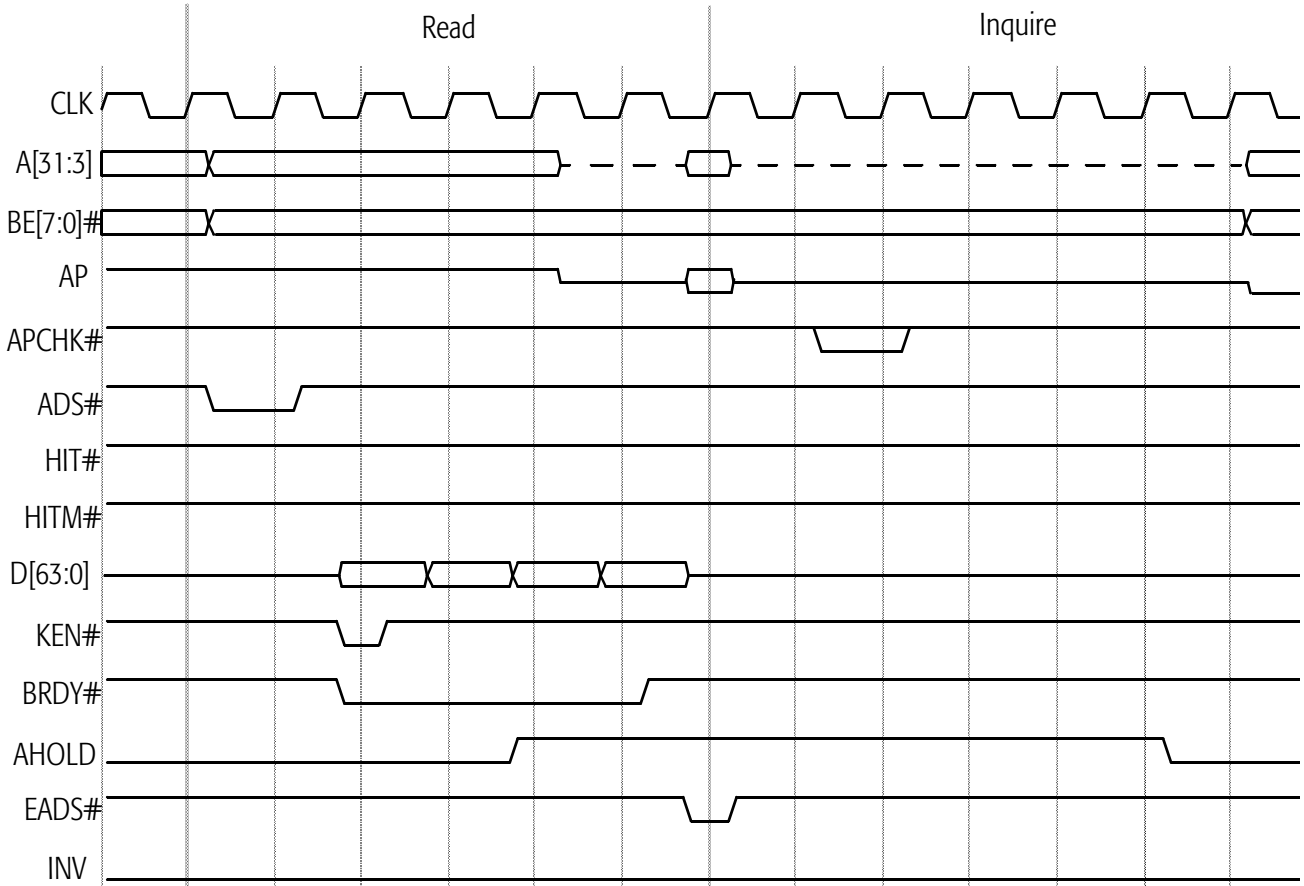 Read
Inquire
CLK
A[31:3]
BE[7:0]#
AP
APCHK#
ADS#
HIT#
HITM#
D[63:0]
KEN#
BRDY#
AHOLD
EADS#
INV